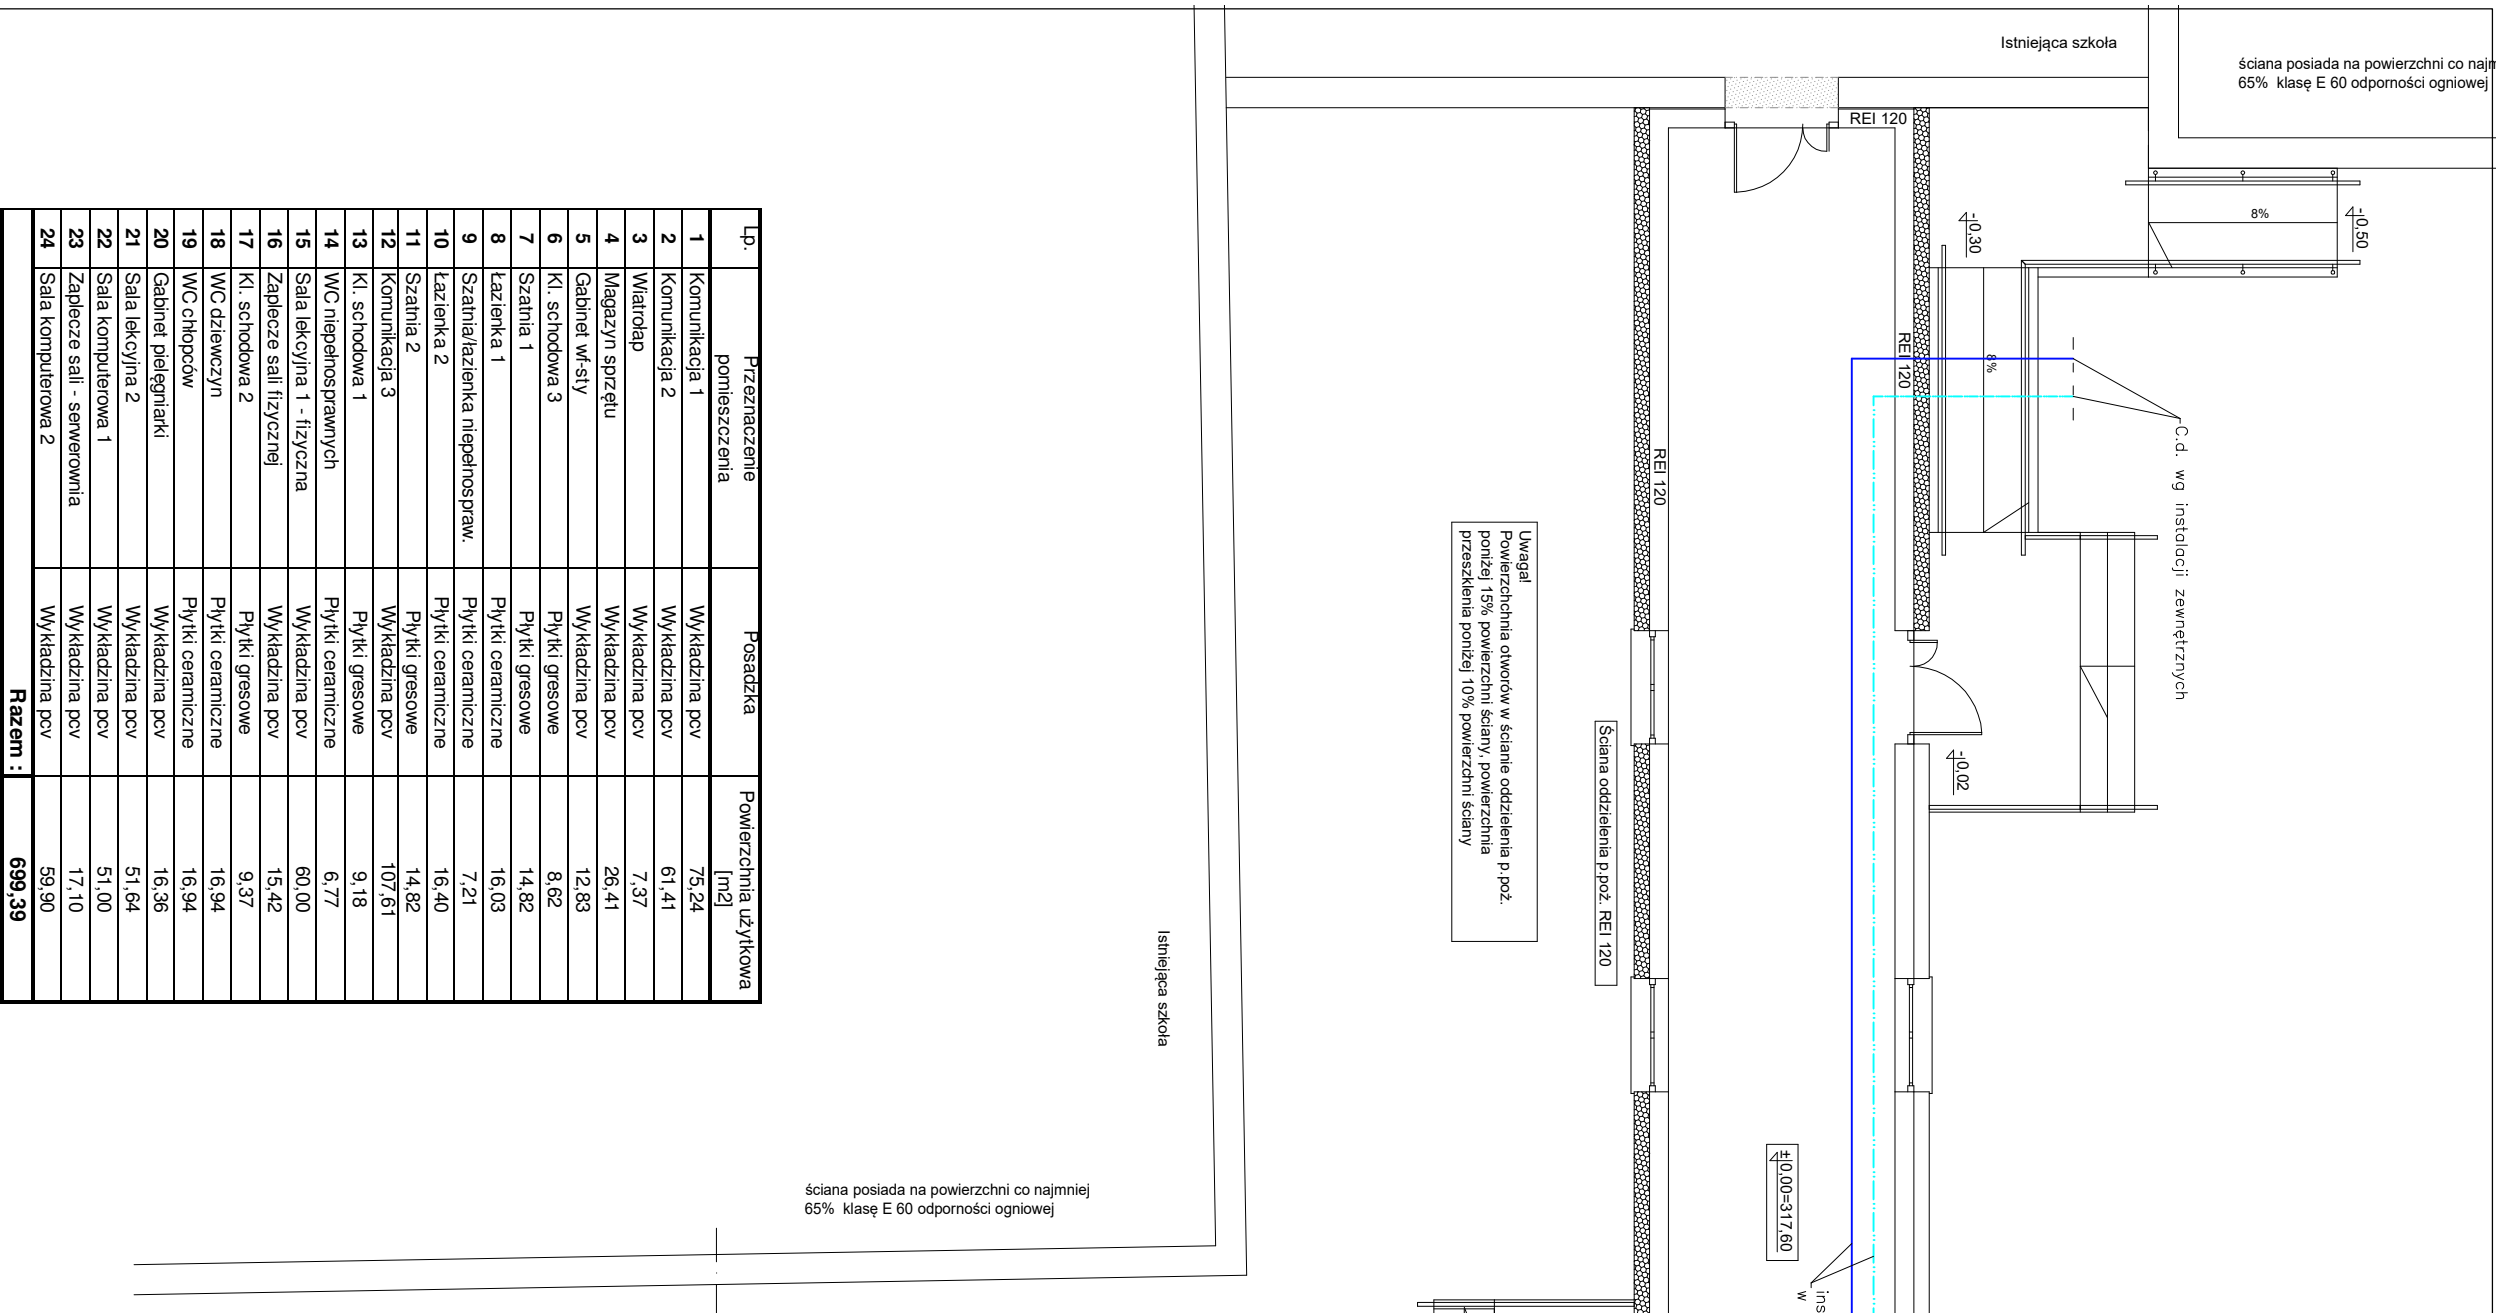 Istniejąca szkoła
ściana posiada na powierzchni co
65% klasę E 60 odporności ogniowej
REI 120
-0,30
8%
-0,50
REI 120
8%
REI 120
C.d. wg instalacji zewnętrznych
-0,02
Uwaga!
Powierzchchnia otworów w ścianie oddzielenia p.poż.
poniżej 15% powierzchni ściany, powierzchnia
przeszklenia poniżej 10% powierzchni ściany
Ściana oddzielenia p.poż. REI 120
±0,00=317,60
w
Istniejąca szkoła
ściana posiada na powierzchni co najmniej
65% klasę E 60 odporności ogniowej
Lp. Przeznaczenie pomieszczenia Posadzka Powierzchnia użytkowa [m2]
1 Komunikacja 1 Wykładzina pcv 75,24
2 Komunikacja 2 Wykładzina pcv 61,41
3 Wiatrołap Wykładzina pcv 7,37
4 Magazyn sprzętu Wykładzina pcv 26,41
5 Gabinet wf-sty Wykładzina pcv 12,83
6 Kl. schodowa 3 Płytki gresowe 8,62
7 Szatnia 1 Płytki gresowe 14,82
8 Łazienka 1 Płytki ceramiczne 16,03
9 Szatnia/łazienka niepełnospraw. Płytki ceramiczne 7,21
10 Łazienka 2 Płytki ceramiczne 16,40
11 Szatnia 2 Płytki gresowe 14,82
12 Komunikacja 3 Wykładzina pcv 107,61
13 Kl. schodowa 1 Płytki gresowe 9,18
14 WC niepełnosprawnych Płytki ceramiczne 6,77
15 Sala lekcyjna 1 - fizyczna Wykładzina pcv 60,00
16 Zaplecze sali fizycznej Wykładzina pcv 15,42
17 Kl. schodowa 2 Płytki gresowe 9,37
18 WC dziewczyn Płytki ceramiczne 16,94
19 WC chłopców Płytki ceramiczne 16,94
20 Gabinet pielęgniarki Wykładzina pcv 16,36
21 Sala lekcyjna 2 Wykładzina pcv 51,64
22 Sala komputerowa 1 Wykładzina pcv 51,00
23 Zaplecze sali - serwerownia Wykładzina pcv 17,10
24 Sala komputerowa 2 Wykładzina pcv 59,90
Razem : 699,39